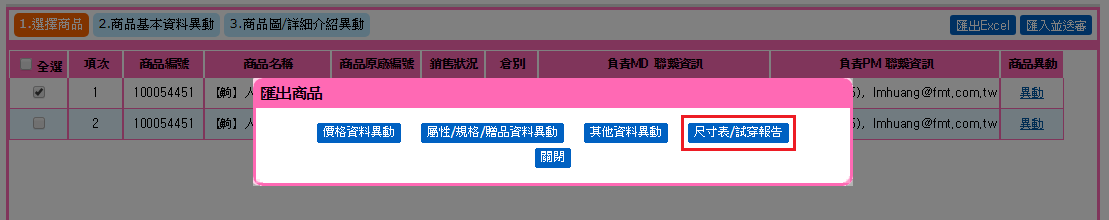 1.選擇商品 2.商品基本資料異動 3.商品圖/詳細介紹異動 匯出Excel 匯入並送審
全選 項次 商品編號 商品名稱 商品原廠編號 銷售狀況 倉別 負責MD 聯繫資訊 負責PM 聯繫資訊 商品異動
1 100054451 5), lmhuang@fmt,com,tw 異動
2 100054451 5), lmhuang@fmt,com,tw 異動
匯出商品
價格資料異動 屬性/規格/贈品資料異動 其他資料異動 尺寸表/試穿報告
關閉